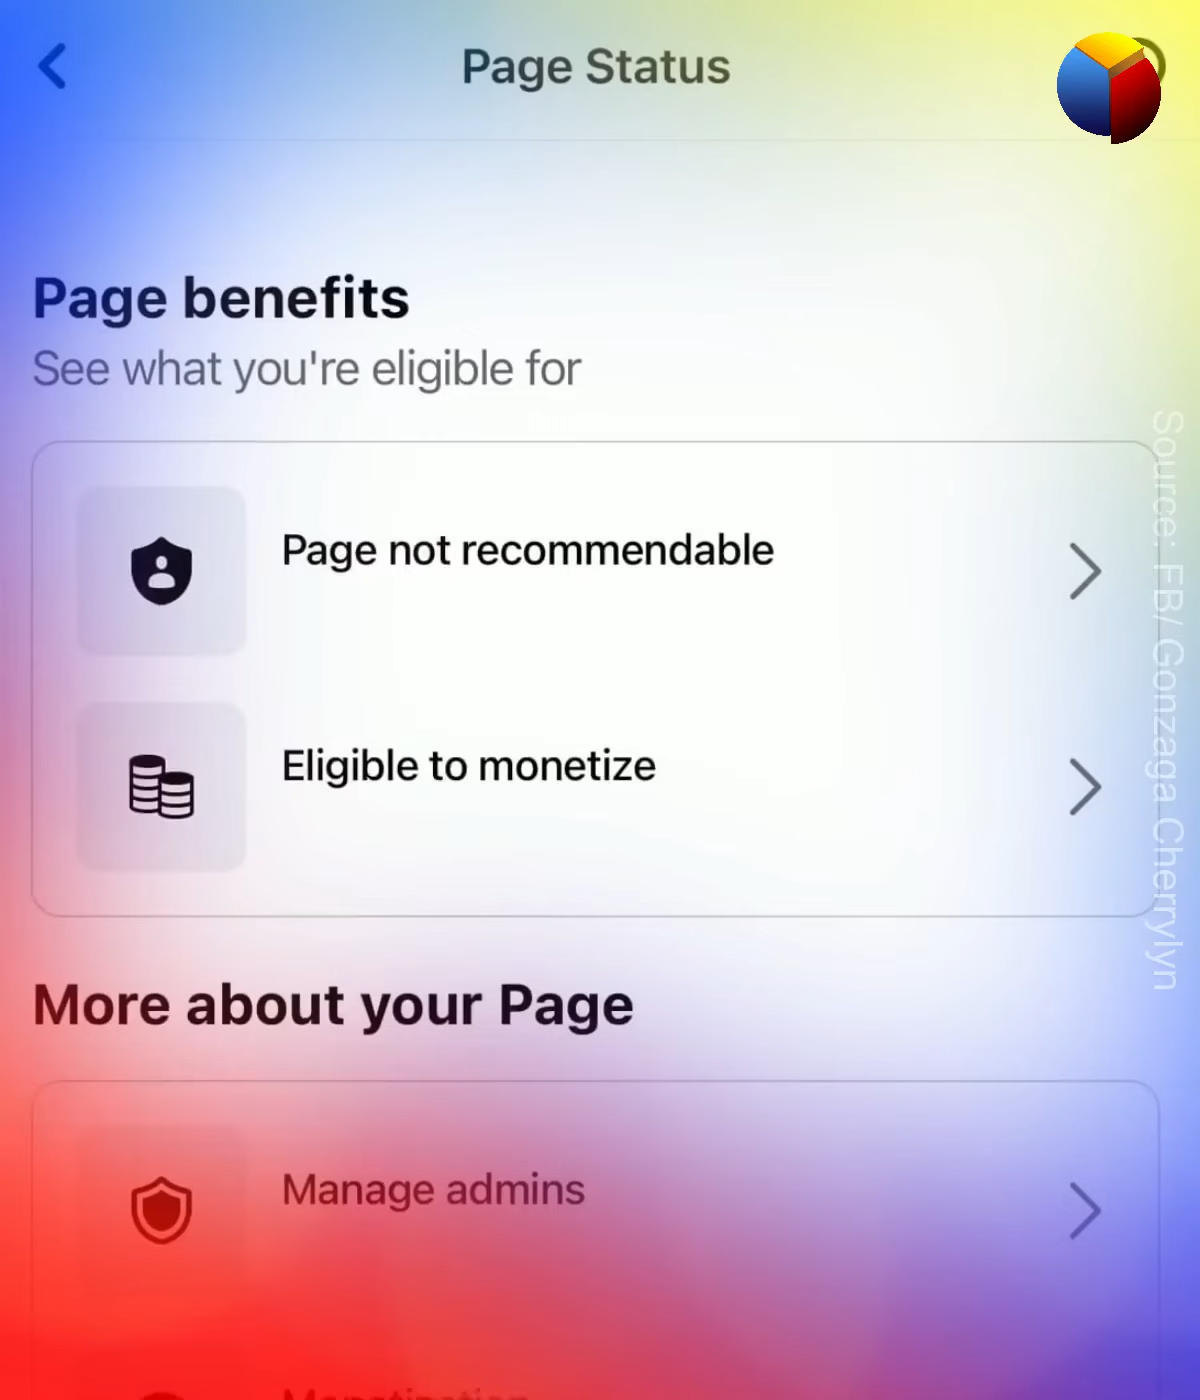 Page Status
Page benefits
See what you're eligible for
Page not recommendable
Eligible to monetize
More about your Page
Manage admins
Monetization
Source: FB/ Gonzaga Cherrylyn